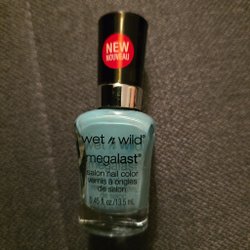 NEW
NOUVEAU
wet n wild®
megalast®
salon nail color
vernis à ongles
de salon
0.45 fl oz/13.5 mL